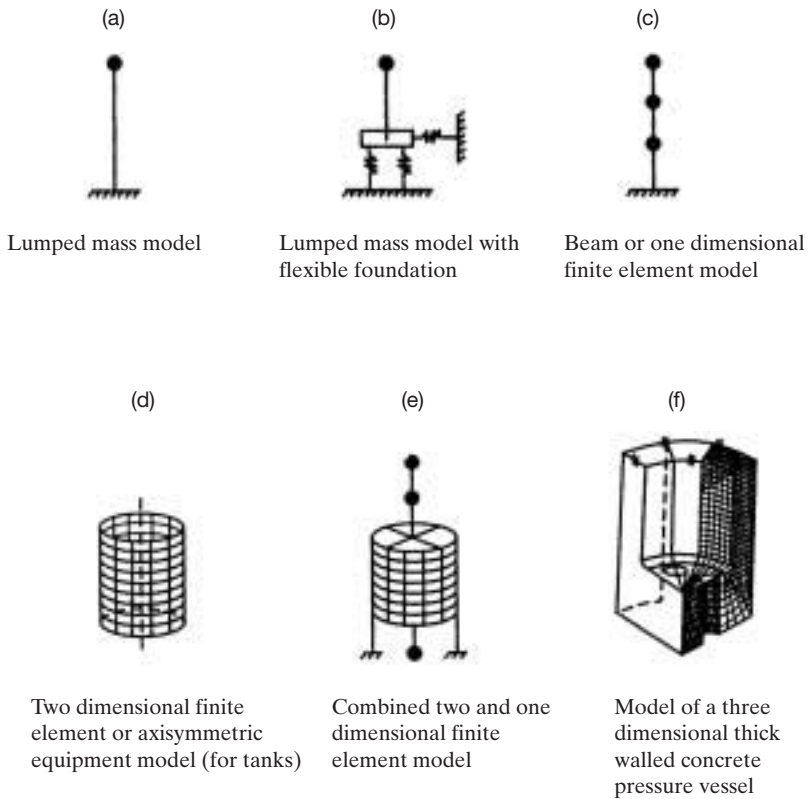 (a)
(b)
(c)
Lumped mass model
Lumped mass model with
flexible foundation
Beam or one dimensional
finite element model
(d)
(e)
(f)
Two dimensional finite
element or axisymmetric
equipment model (for tanks)
Combined two and one
dimensional finite
element model
Model of a three
dimensional thick
walled concrete
pressure vessel